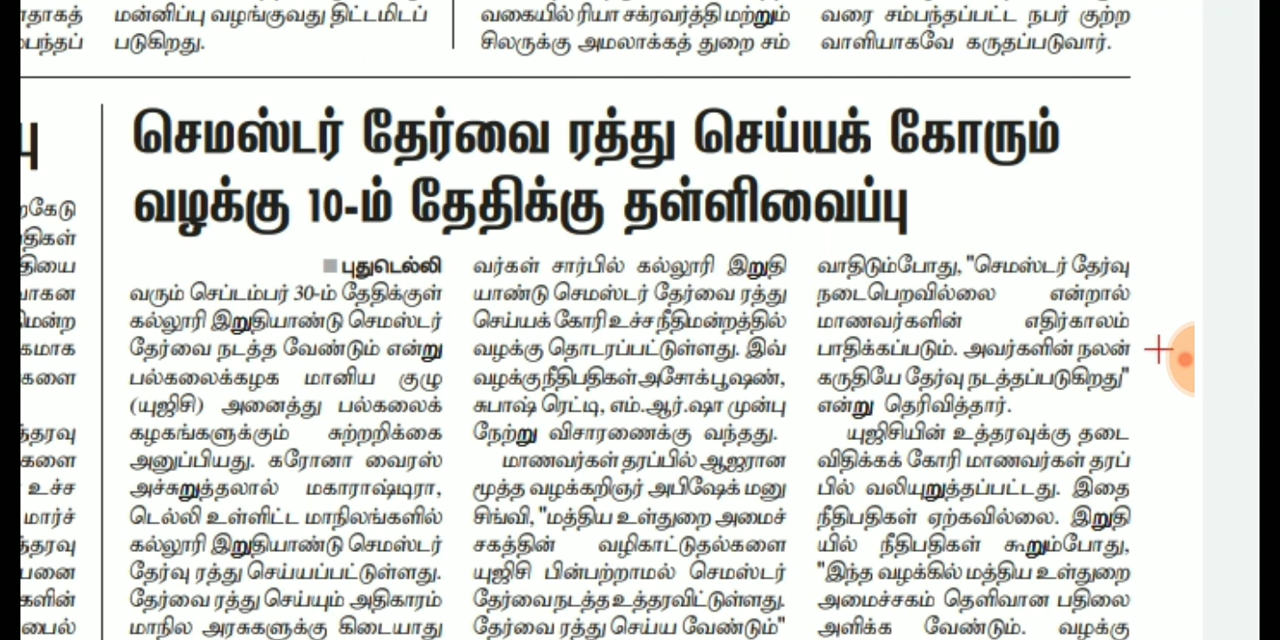 தாகத்
பந்தப்
மன்னிப்பு வழங்குவது திட்டமிடப்
படுகிறது.
வகையில் ரியா சக்ரவர்த்தி மற்றும்
சிலருக்கு அமலாக்கத் துறை சம்
வரை சம்பந்தப்பட்ட நபர் குற்ற
வாளியாகவே கருதப்படுவார்.
செமஸ்டர் தேர்வை ரத்து செய்யக் கோரும்
வழக்கு 10-ம் தேதிக்கு தள்ளிவைப்பு
புதுடெல்லி
வரும் செப்டம்பர் 30-ம் தேதிக்குள்
கல்லூரி இறுதியாண்டு செமஸ்டர்
தேர்வை நடத்த வேண்டும் என்று
பல்கலைக்கழக மானிய குழு
(யுஜிசி) அனைத்து பல்கலைக்
கழகங்களுக்கும் சுற்றறிக்கை
அனுப்பியது. கரோனா வைரஸ்
அச்சுறுத்தலால் மகாராஷ்டிரா,
டெல்லி உள்ளிட்ட மாநிலங்களில்
கல்லூரி இறுதியாண்டு செமஸ்டர்
தேர்வு ரத்து செய்யப்பட்டுள்ளது.
தேர்வை ரத்து செய்யும் அதிகாரம்
மாநில அரசுகளுக்கு கிடையாது
வர்கள் சார்பில் கல்லூரி இறுதி
யாண்டு செமஸ்டர் தேர்வை ரத்து
செய்யக் கோரி உச்ச நீதிமன்றத்தில்
வழக்கு தொடரப்பட்டுள்ளது. இவ்
வழக்கு நீதிபதிகள் அசோக் பூஷண்,
சுபாஷ் ரெட்டி, எம்.ஆர்.ஷா முன்பு
நேற்று விசாரணைக்கு வந்தது.
மாணவர்கள் தரப்பில் ஆஜரான
மூத்த வழக்கறிஞர் அபிஷேக் மனு
சிங்வி, "மத்திய உள்துறை அமைச்
சகத்தின் வழிகாட்டுதல்களை
யுஜிசி பின்பற்றாமல் செமஸ்டர்
தேர்வை நடத்த உத்தரவிட்டுள்ளது.
தேர்வை ரத்து செய்ய வேண்டும்"
வாதிடும்போது, "செமஸ்டர் தேர்வு
நடைபெறவில்லை என்றால்
மாணவர்களின் எதிர்காலம்
பாதிக்கப்படும். அவர்களின் நலன்
கருதியே தேர்வு நடத்தப்படுகிறது"
என்று தெரிவித்தார்.
யுஜிசியின் உத்தரவுக்கு தடை
விதிக்கக் கோரி மாணவர்கள் தரப்
பில் வலியுறுத்தப்பட்டது. இதை
நீதிபதிகள் ஏற்கவில்லை. இறுதி
யில் நீதிபதிகள் கூறும்போது,
"இந்த வழக்கில் மத்திய உள்துறை
அமைச்சகம் தெளிவான பதிலை
அளிக்க வேண்டும். வழக்கு